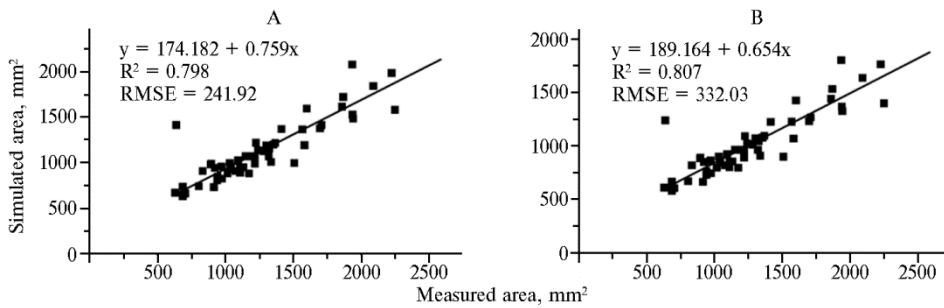 A
y = 174.182 + 0.759x
R² = 0.798
RMSE = 241.92
Simulated area, mm²
2000
1500
1000
500
0
500 1000 1500 2000 2500
B
y = 189.164 + 0.654x
R² = 0.807
RMSE = 332.03
2000
1500
1000
500
0
500 1000 1500 2000 2500
Measured area, mm²